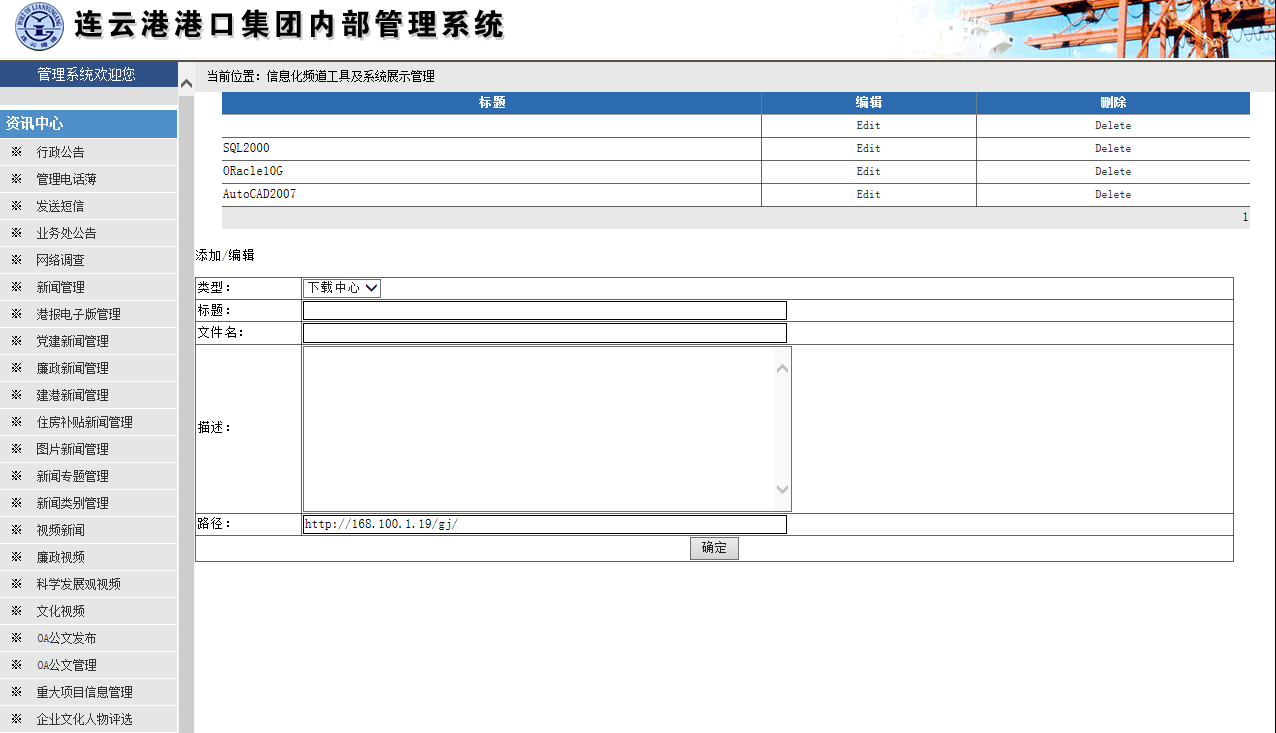 连云港港口集团内部管理系统
管理系统欢迎您
资讯中心
※ 行政公告
※ 管理电话薄
※ 发送短信
※ 业务处公告
※ 网络调查
※ 新闻管理
※ 港报电子版管理
※ 党建新闻管理
※ 廉政新闻管理
※ 建港新闻管理
※ 住房补贴新闻管理
※ 图片新闻管理
※ 新闻专题管理
※ 新闻类别管理
※ 视频新闻
※ 廉政视频
※ 科学发展观视频
※ 文化视频
※ OA公文发布
※ OA公文管理
※ 重大项目信息管理
※ 企业文化人物评选
当前位置：信息化频道工具及系统展示管理
标题 编辑 删除
Edit Delete
SQL2000 Edit Delete
ORacle10G Edit Delete
AutoCAD2007 Edit Delete
1
添加/编辑
类型： 下载中心
标题：
文件名：
描述：
路径： http://168.100.1.19/gj/
确定